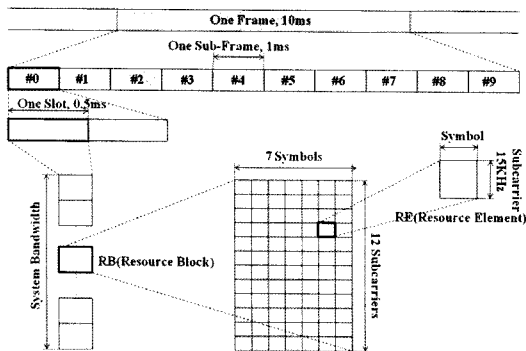 One Frame, 10ms
One Sub-Frame, 1ms
#0 #1 #2 #3 #4 #5 #6 #7 #8 #9
One Slot, 0.5ms
Symbol
7 Symbols
Subcarrier
15KHz
RE(Resource Element)
System Bandwidth
RB(Resource Block)
12 Subcarriers